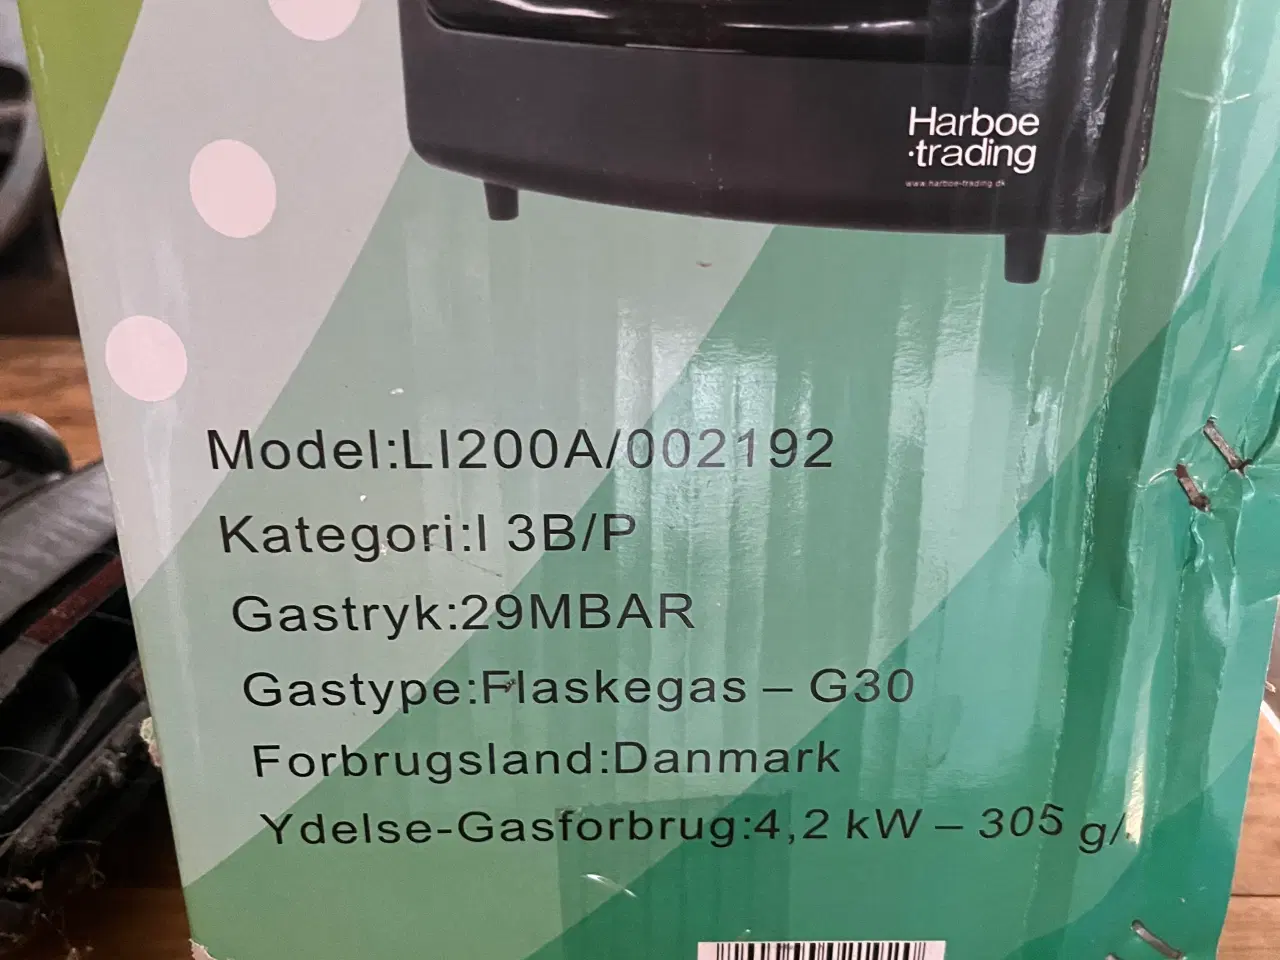 Harboe
·trading
www.harboe-trading.dk
Model:LI200A/002192
Kategori:I 3B/P
Gastryk:29MBAR
Gastype:Flaskegas – G30
Forbrugsland:Danmark
Ydelse-Gasforbrug:4,2 kW – 305 g/